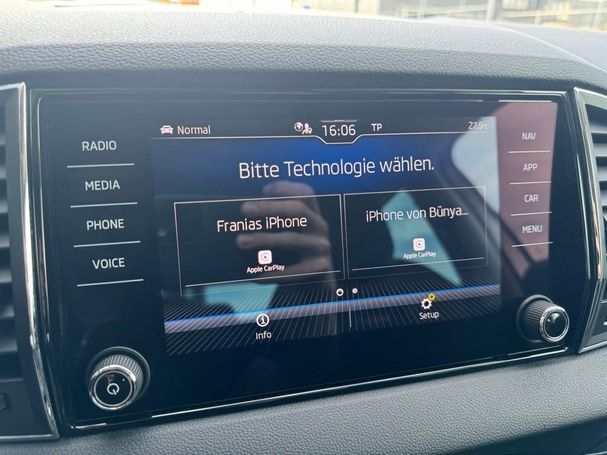 Normal
16:06
TP
27.5°C
RADIO
MEDIA
PHONE
VOICE
Bitte Technologie wählen.
Franias iPhone
Apple CarPlay
iPhone von Bünya...
Apple CarPlay
Info
Setup
NAV
APP
CAR
MENU